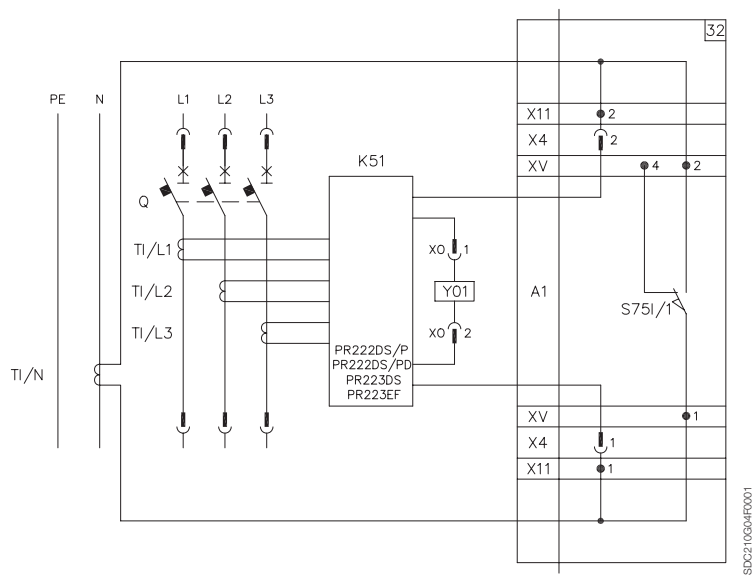 32
PE N L1 L2 L3
X11 2
X4 2
K51
XV 4 2
Q
TI/L1
X0 1
TI/L2
Y01
A1
S75I/1
TI/L3
X0 2
PR222DS/P
PR222DS/PD
PR223DS
PR223EF
TI/N
XV 1
X4 1
X11 1
SDC210G04F0001